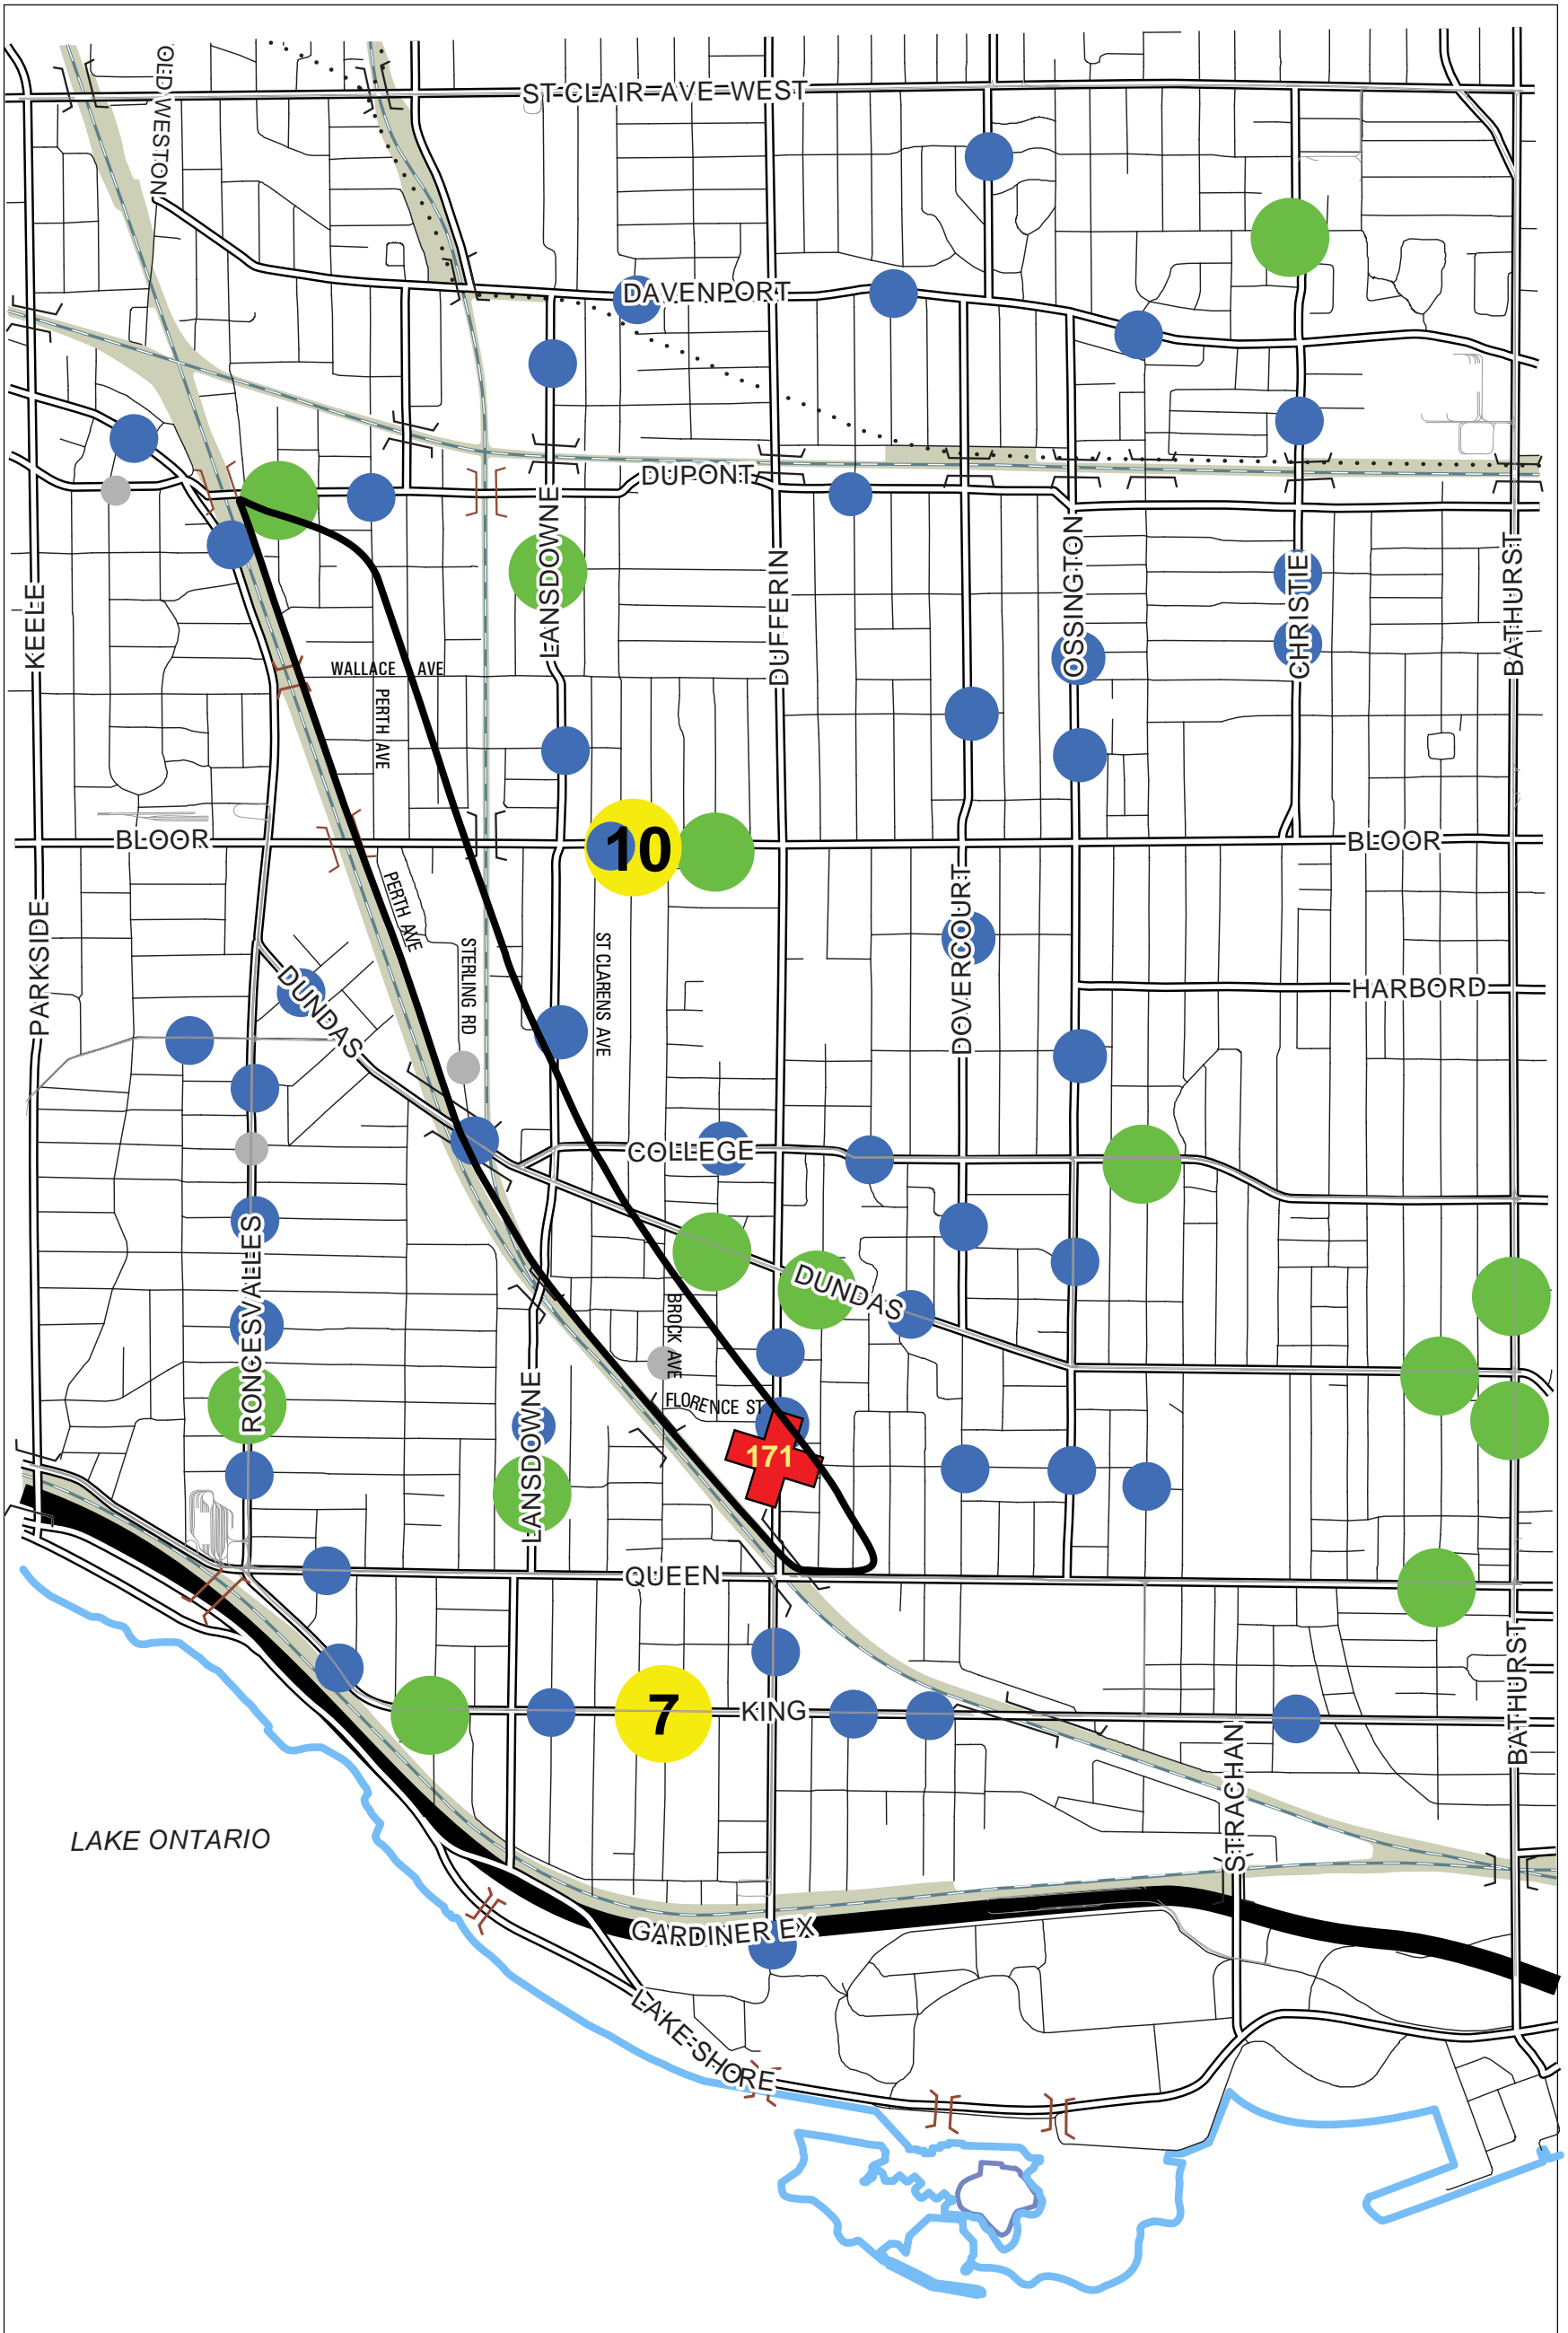 OLD WESTON
ST CLAIR AVE WEST
DAVENPORT
DUPONT
LANSDOWNE
DUFFERIN
OSSINGTON
CHRISTIE
BATHURST
KEELE
WALLACE AVE
PERTH AVE
BLOOR
10
BLOOR
PARKSIDE
PERTH AVE
STERLING RD
ST CLARENS AVE
DOVERCOURT
HARBORD
DUNDAS
COLLEGE
RONCESVALLES
DUNDAS
BROCK AVE
FLORENCE ST
LANSDOWNE
171
QUEEN
KING
7
BATHURST
STRACHAN
LAKE ONTARIO
GARDINER EX
LAKE SHORE